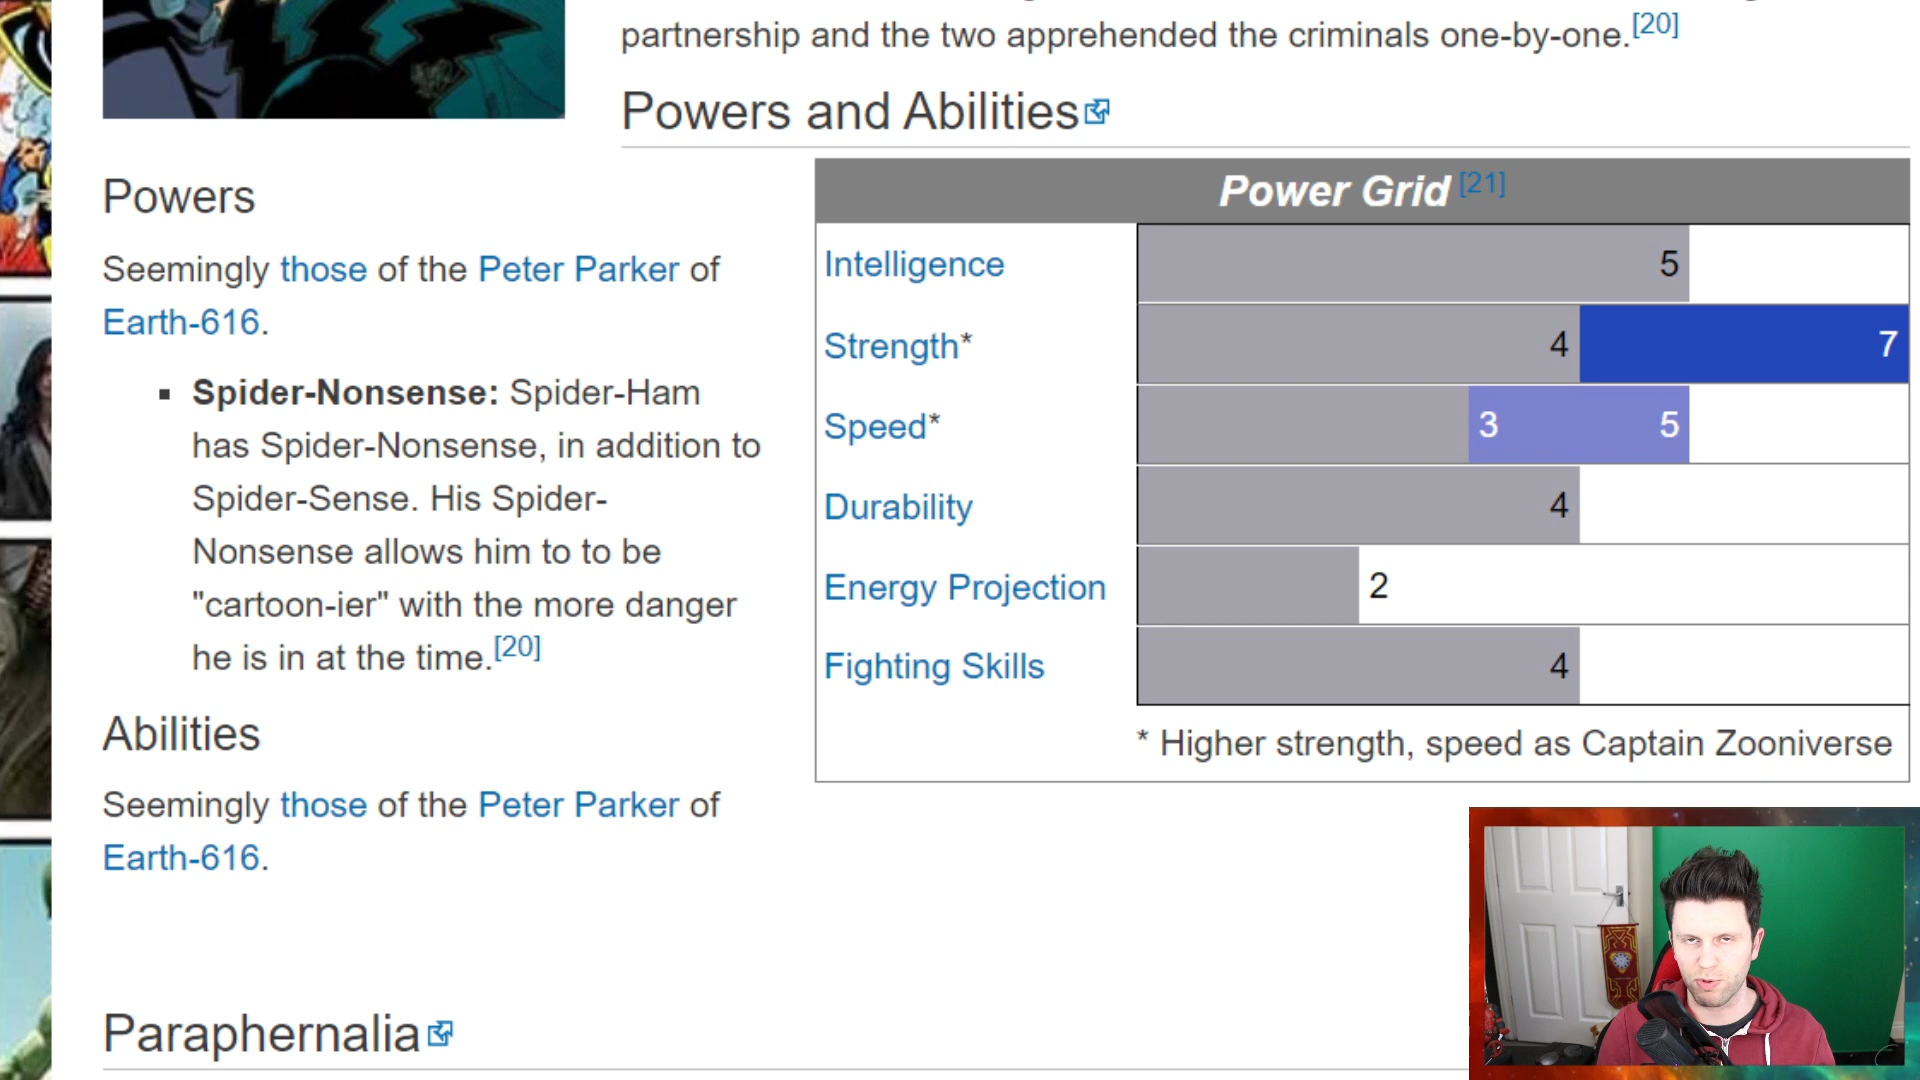 partnership and the two apprehended the criminals one-by-one.[20]
Powers and Abilities
Powers
Seemingly those of the Peter Parker of
Earth-616.
▪ Spider-Nonsense: Spider-Ham
has Spider-Nonsense, in addition to
Spider-Sense. His Spider-
Nonsense allows him to to be
"cartoon-ier" with the more danger
he is in at the time.[20]
Abilities
Seemingly those of the Peter Parker of
Earth-616.
Power Grid [21]
Intelligence 5
Strength* 4 7
Speed* 3 5
Durability 4
Energy Projection 2
Fighting Skills 4
* Higher strength, speed as Captain Zooniverse
Paraphernalia